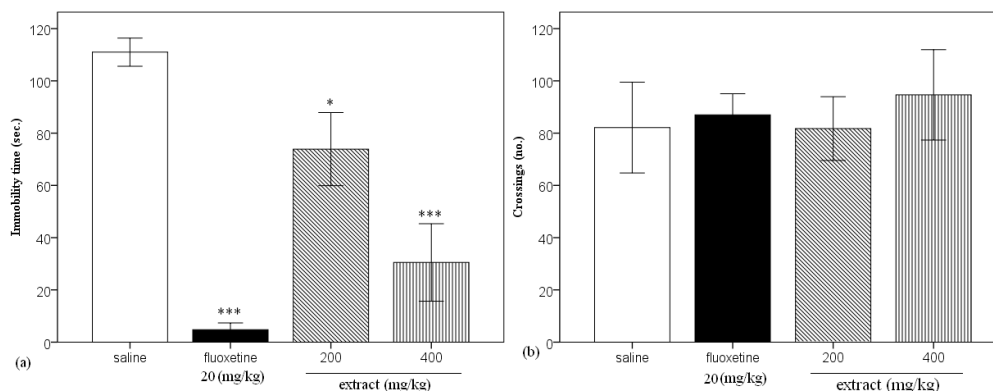 120
100
80
60
40
20
0
Immobility time (sec.)
*
***
***
saline
fluoxetine
20 (mg/kg)
200
400
extract (mg/kg)
(a)
120
100
80
60
40
20
0
Crossings (no.)
saline
fluoxetine
20 (mg/kg)
200
400
extract (mg/kg)
(b)